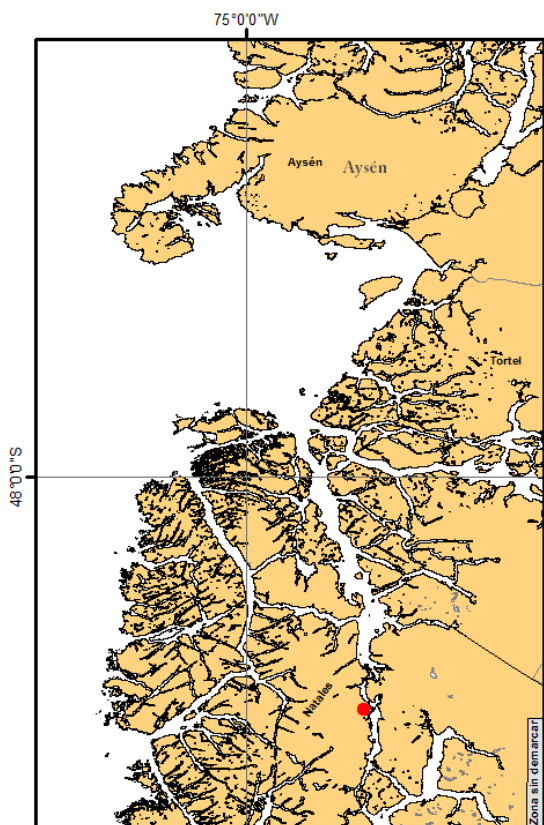 75°0'0"W
Aysén
Aysén
Tortel
48°0'0"S
Natales
Zona sin demarcar